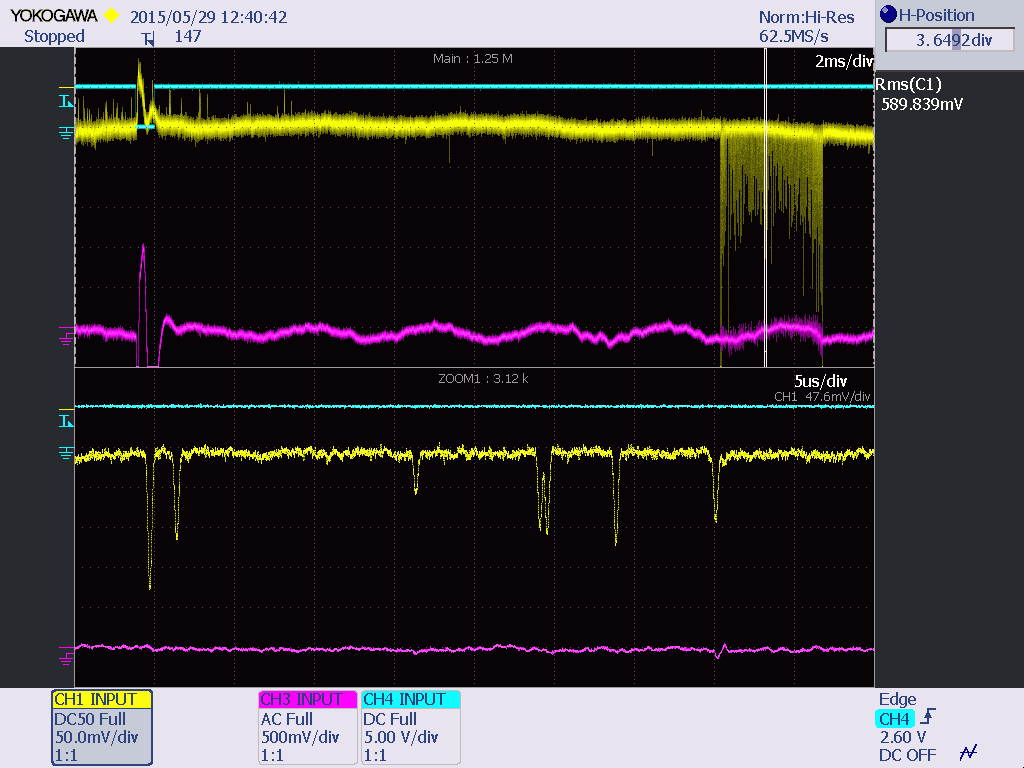 YOKOGAWA 2015/05/29 12:40:42
Stopped 147
Norm:Hi-Res
62.5MS/s
H-Position
3.6492div
Main : 1.25 M
2ms/div
Rms(C1)
589.839mV
ZOOM1 : 3.12 k
5us/div
CH1 47.6mV/div
CH1 INPUT
DC50 Full
50.0mV/div
1:1
CH3 INPUT
AC Full
500mV/div
1:1
CH4 INPUT
DC Full
5.00 V/div
1:1
Edge
CH4
2.60 V
DC OFF